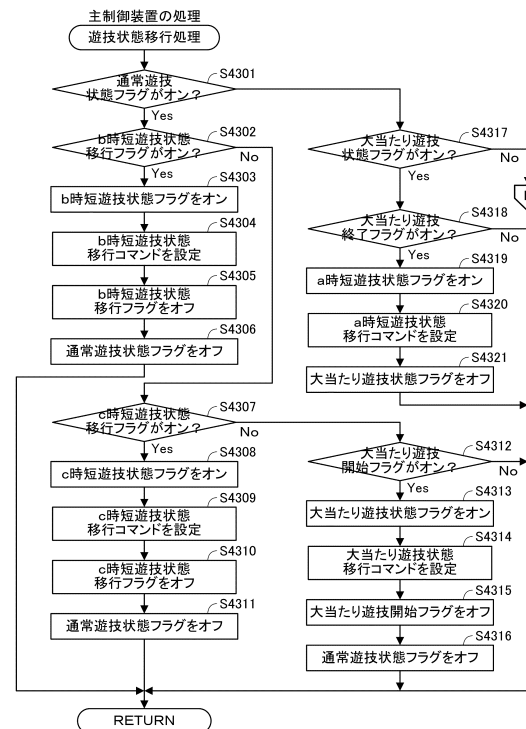 主制御装置の処理
遊技状態移行処理
通常遊技
状態フラグがオン？
S4301
Yes
b時短遊技状態
移行フラグがオン？
S4302
No
Yes
S4303
b時短遊技状態フラグをオン
S4304
b時短遊技状態
移行コマンドを設定
S4305
b時短遊技状態
移行フラグをオフ
S4306
通常遊技状態フラグをオフ
c時短遊技状態
移行フラグがオン？
S4307
No
Yes
S4308
c時短遊技状態フラグをオン
S4309
c時短遊技状態
移行コマンドを設定
S4310
c時短遊技状態
移行フラグをオフ
S4311
通常遊技状態フラグをオフ
RETURN
大当たり遊技
状態フラグがオン？
S4317
No
Yes
大当たり遊技
終了フラグがオン？
S4318
No
Yes
S4319
a時短遊技状態フラグをオン
S4320
a時短遊技状態
移行コマンドを設定
S4321
大当たり遊技状態フラグをオフ
大当たり遊技
開始フラグがオン？
S4312
No
Yes
S4313
大当たり遊技状態フラグをオン
S4314
大当たり遊技状態
移行コマンドを設定
S4315
大当たり遊技開始フラグをオフ
S4316
通常遊技状態フラグをオフ